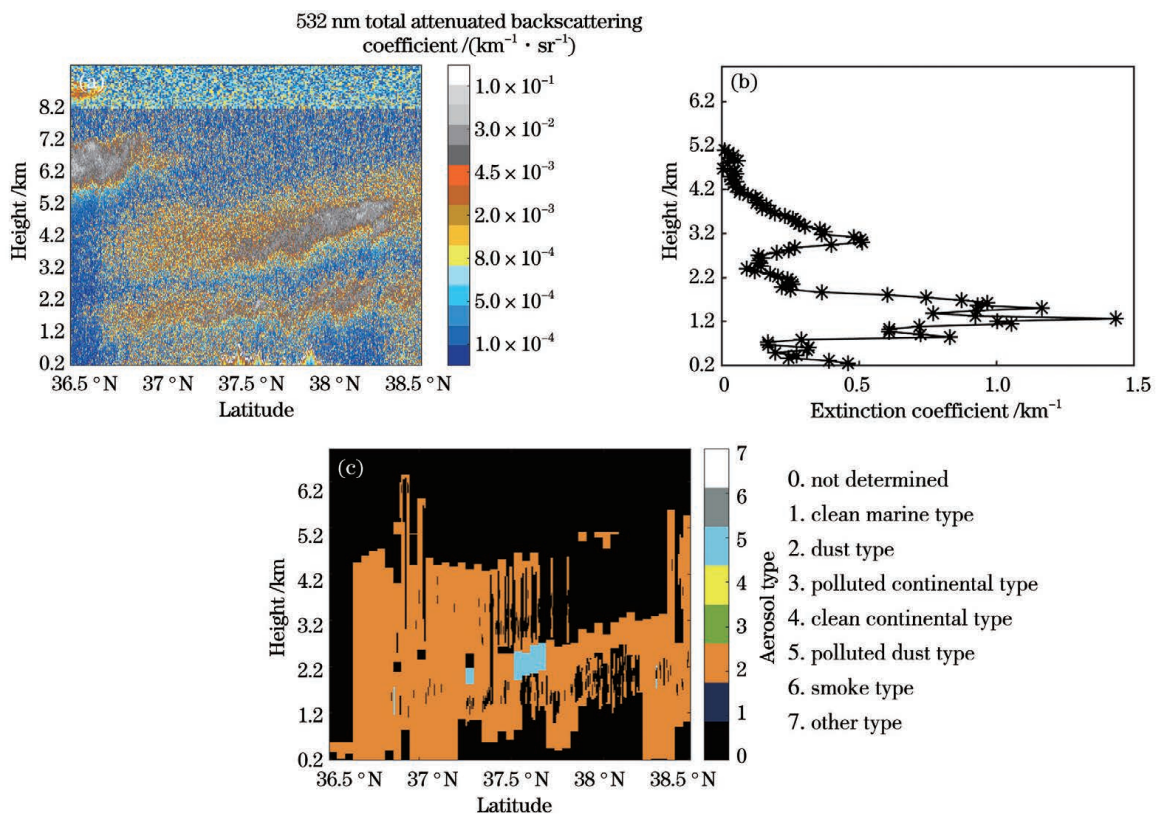 532 nm total attenuated backscattering
coefficient /(km⁻¹ · sr⁻¹)
(a)
8.2
7.2
6.2
5.2
4.2
3.2
2.2
1.2
0.2
Height /km
36.5 °N 37 °N 37.5 °N 38 °N 38.5 °N
Latitude
1.0 × 10⁻¹
3.0 × 10⁻²
4.5 × 10⁻³
2.0 × 10⁻³
8.0 × 10⁻⁴
5.0 × 10⁻⁴
1.0 × 10⁻⁴
(b)
6.2
5.2
4.2
3.2
2.2
1.2
0.2
Height /km
0 0.5 1.0 1.5
Extinction coefficient /km⁻¹
(c)
6.2
5.2
4.2
3.2
2.2
1.2
0.2
Height /km
36.5 °N 37 °N 37.5 °N 38 °N 38.5 °N
Latitude
7
6
5
4
3
2
1
0
Aerosol type
0. not determined
1. clean marine type
2. dust type
3. polluted continental type
4. clean continental type
5. polluted dust type
6. smoke type
7. other type